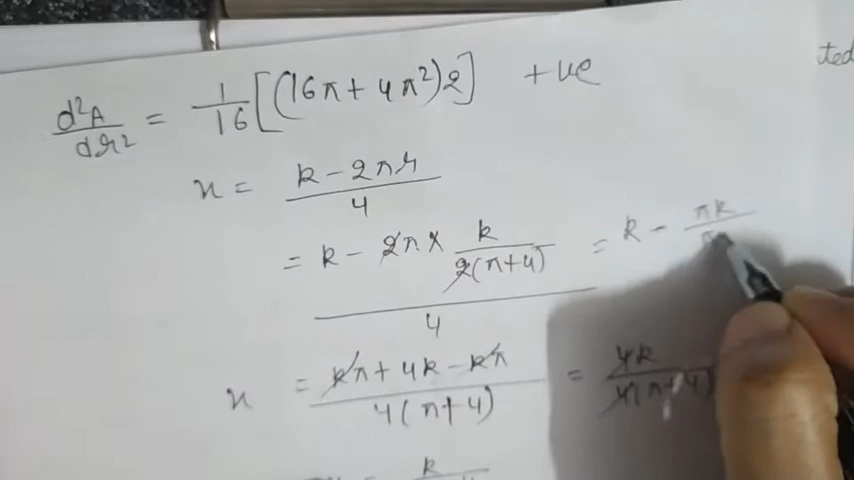 ted
d²A/dr² = 1/16 [(16π + 4π²)2] +ve
x = (k - 2πr)/4
= (k - 2π × k/(2(π+4)))/4 = k - πk/π
x = (kπ + 4k - kπ)/(4(π+4)) = 4k/(4(π+4))
= k